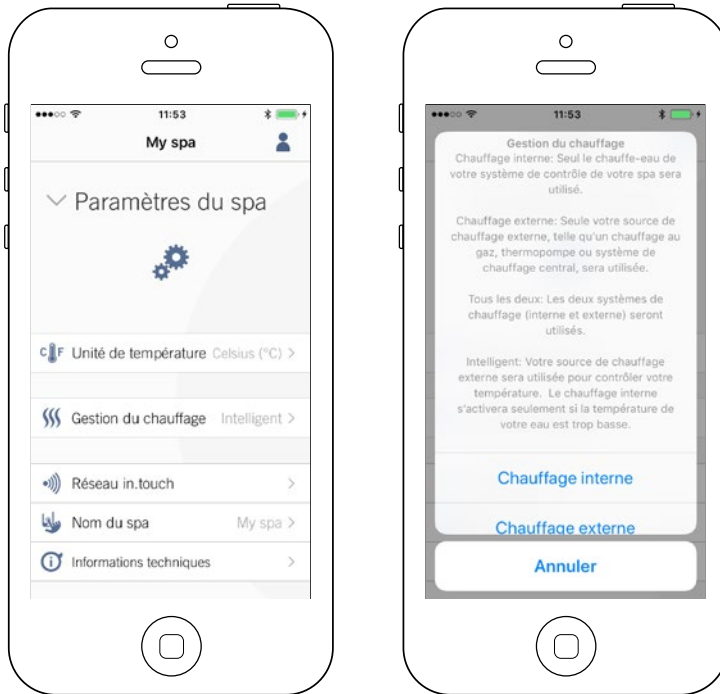 11:53
My spa
Paramètres du spa
C F Unité de température Celsius (°C) >
Gestion du chauffage Intelligent >
Réseau in.touch >
Nom du spa My spa >
Informations techniques >
11:53
Gestion du chauffage
Chauffage interne: Seul le chauffe-eau de
votre système de contrôle de votre spa sera
utilisé.
Chauffage externe: Seule votre source de
chauffage externe, telle qu'un chauffage au
gaz, thermopompe ou système de
chauffage central, sera utilisée.
Tous les deux: Les deux systèmes de
chauffage (interne et externe) seront
utilisés.
Intelligent: Votre source de chauffage
externe sera utilisée pour contrôler votre
température. Le chauffage interne
s'activera seulement si la température de
votre eau est trop basse.
Chauffage interne
Chauffage externe
Annuler